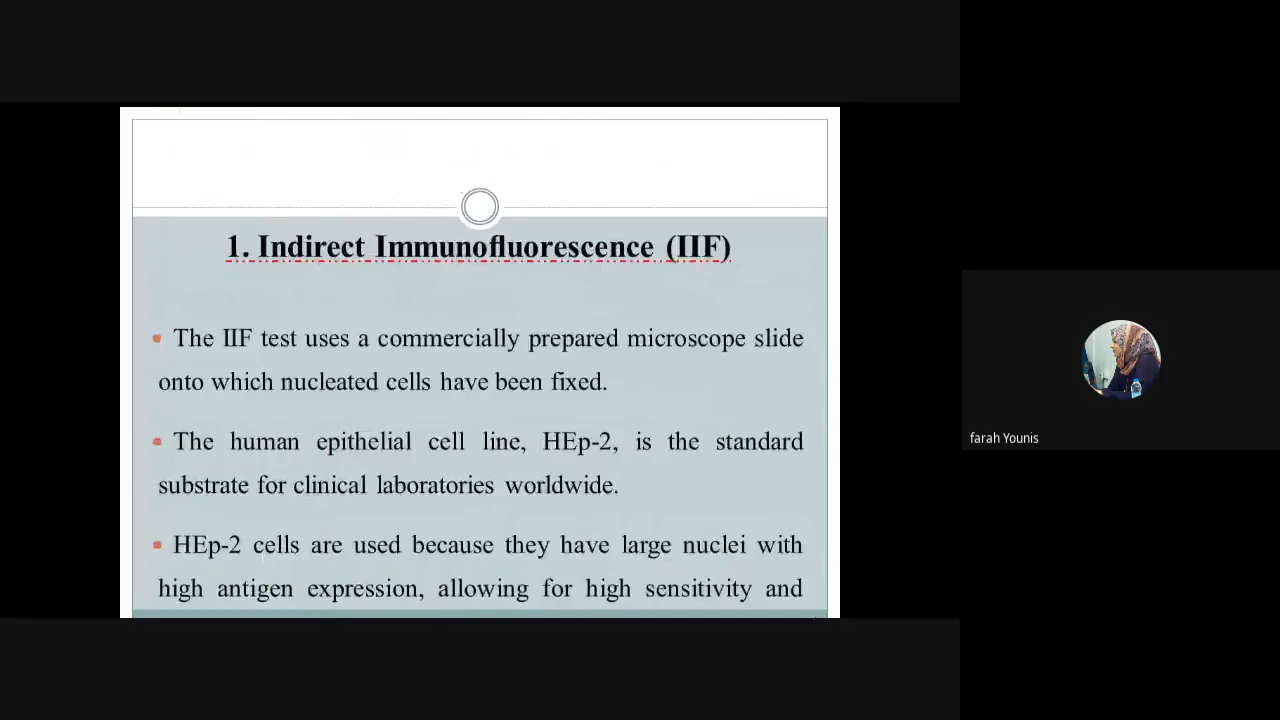 1. Indirect Immunofluorescence (IIF)
▪ The IIF test uses a commercially prepared microscope slide
onto which nucleated cells have been fixed.
▪ The human epithelial cell line, HEp-2, is the standard
substrate for clinical laboratories worldwide.
▪ HEp-2 cells are used because they have large nuclei with
high antigen expression, allowing for high sensitivity and
farah Younis